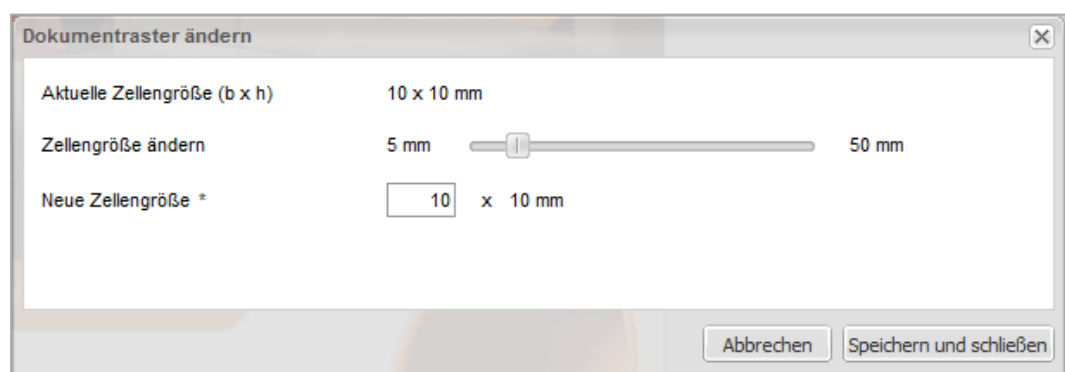 Dokumentraster ändern
Aktuelle Zellengröße (b x h) 10 x 10 mm
Zellengröße ändern 5 mm 50 mm
Neue Zellengröße * 10 x 10 mm
Abbrechen Speichern und schließen